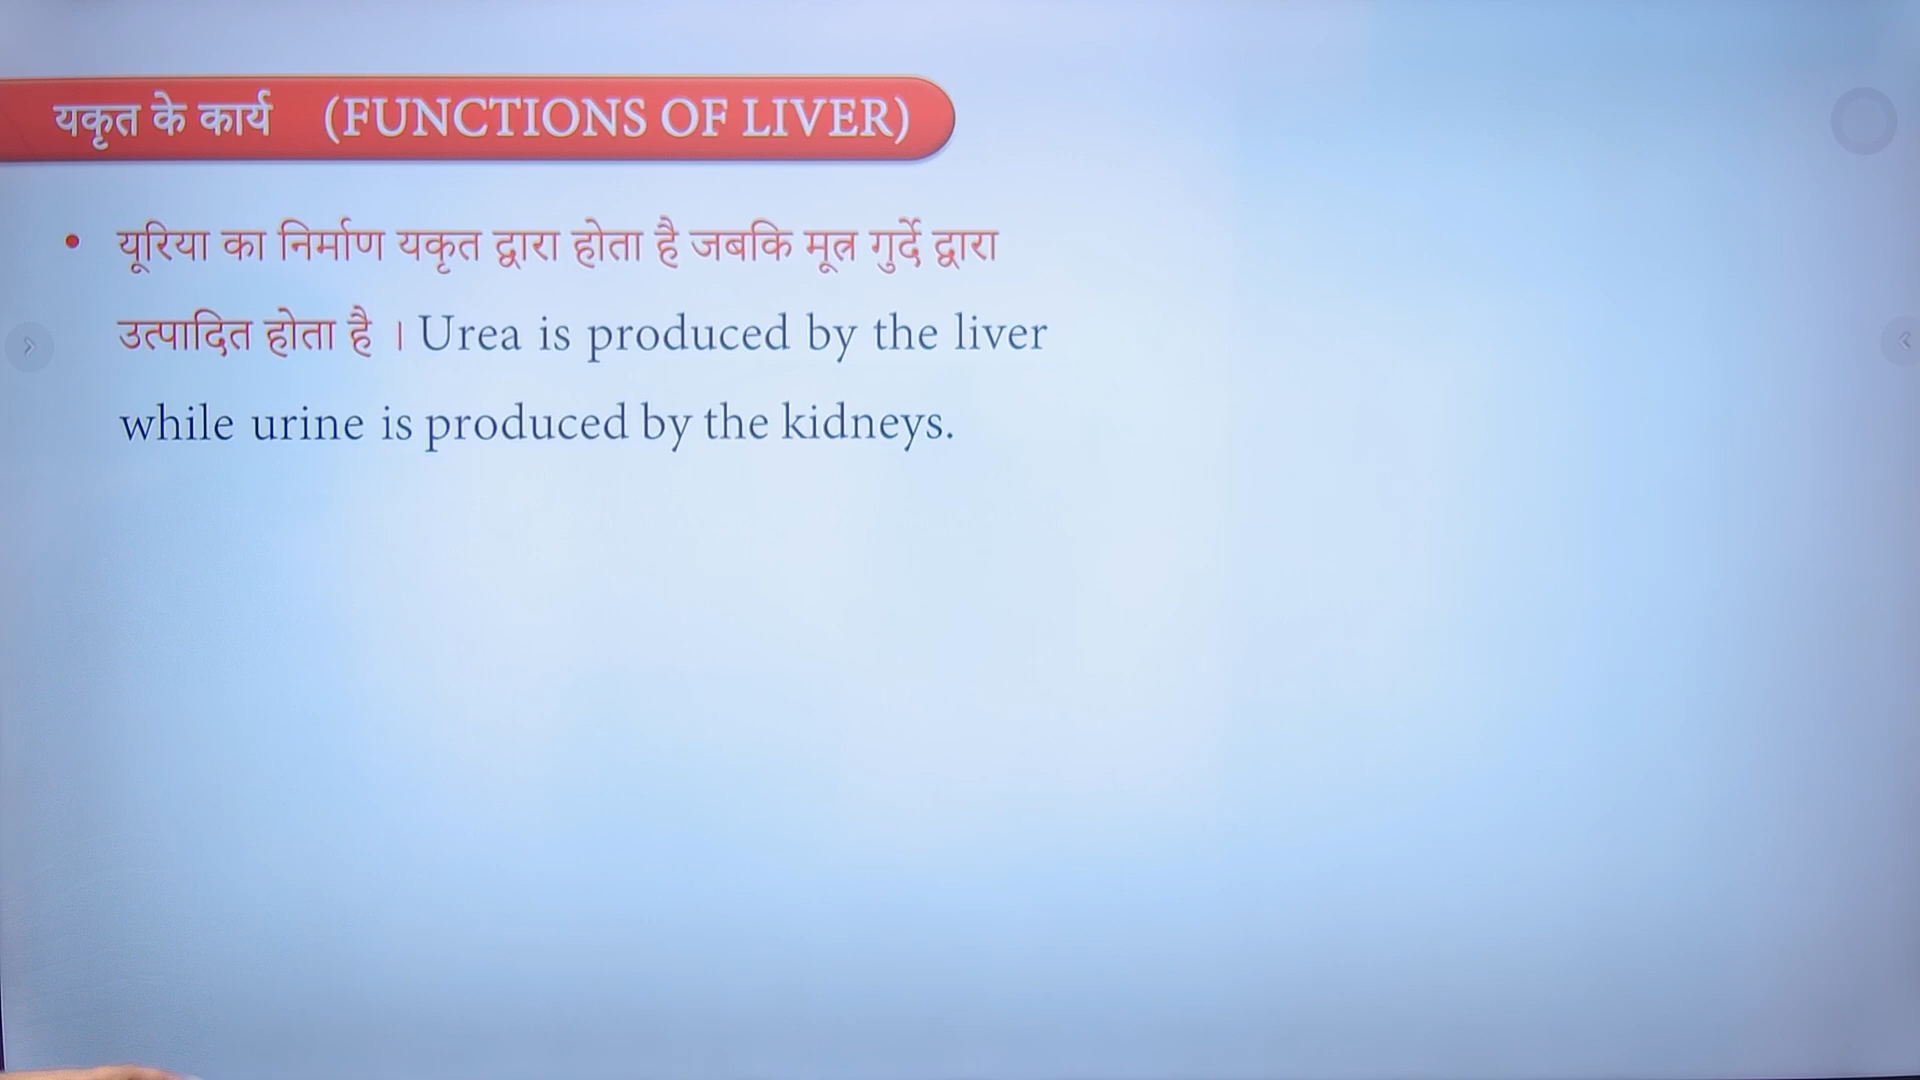 यकृत के कार्य (FUNCTIONS OF LIVER)
• यूरिया का निर्माण यकृत द्वारा होता है जबकि मूत्र गुर्दे द्वारा
उत्पादित होता है । Urea is produced by the liver
while urine is produced by the kidneys.